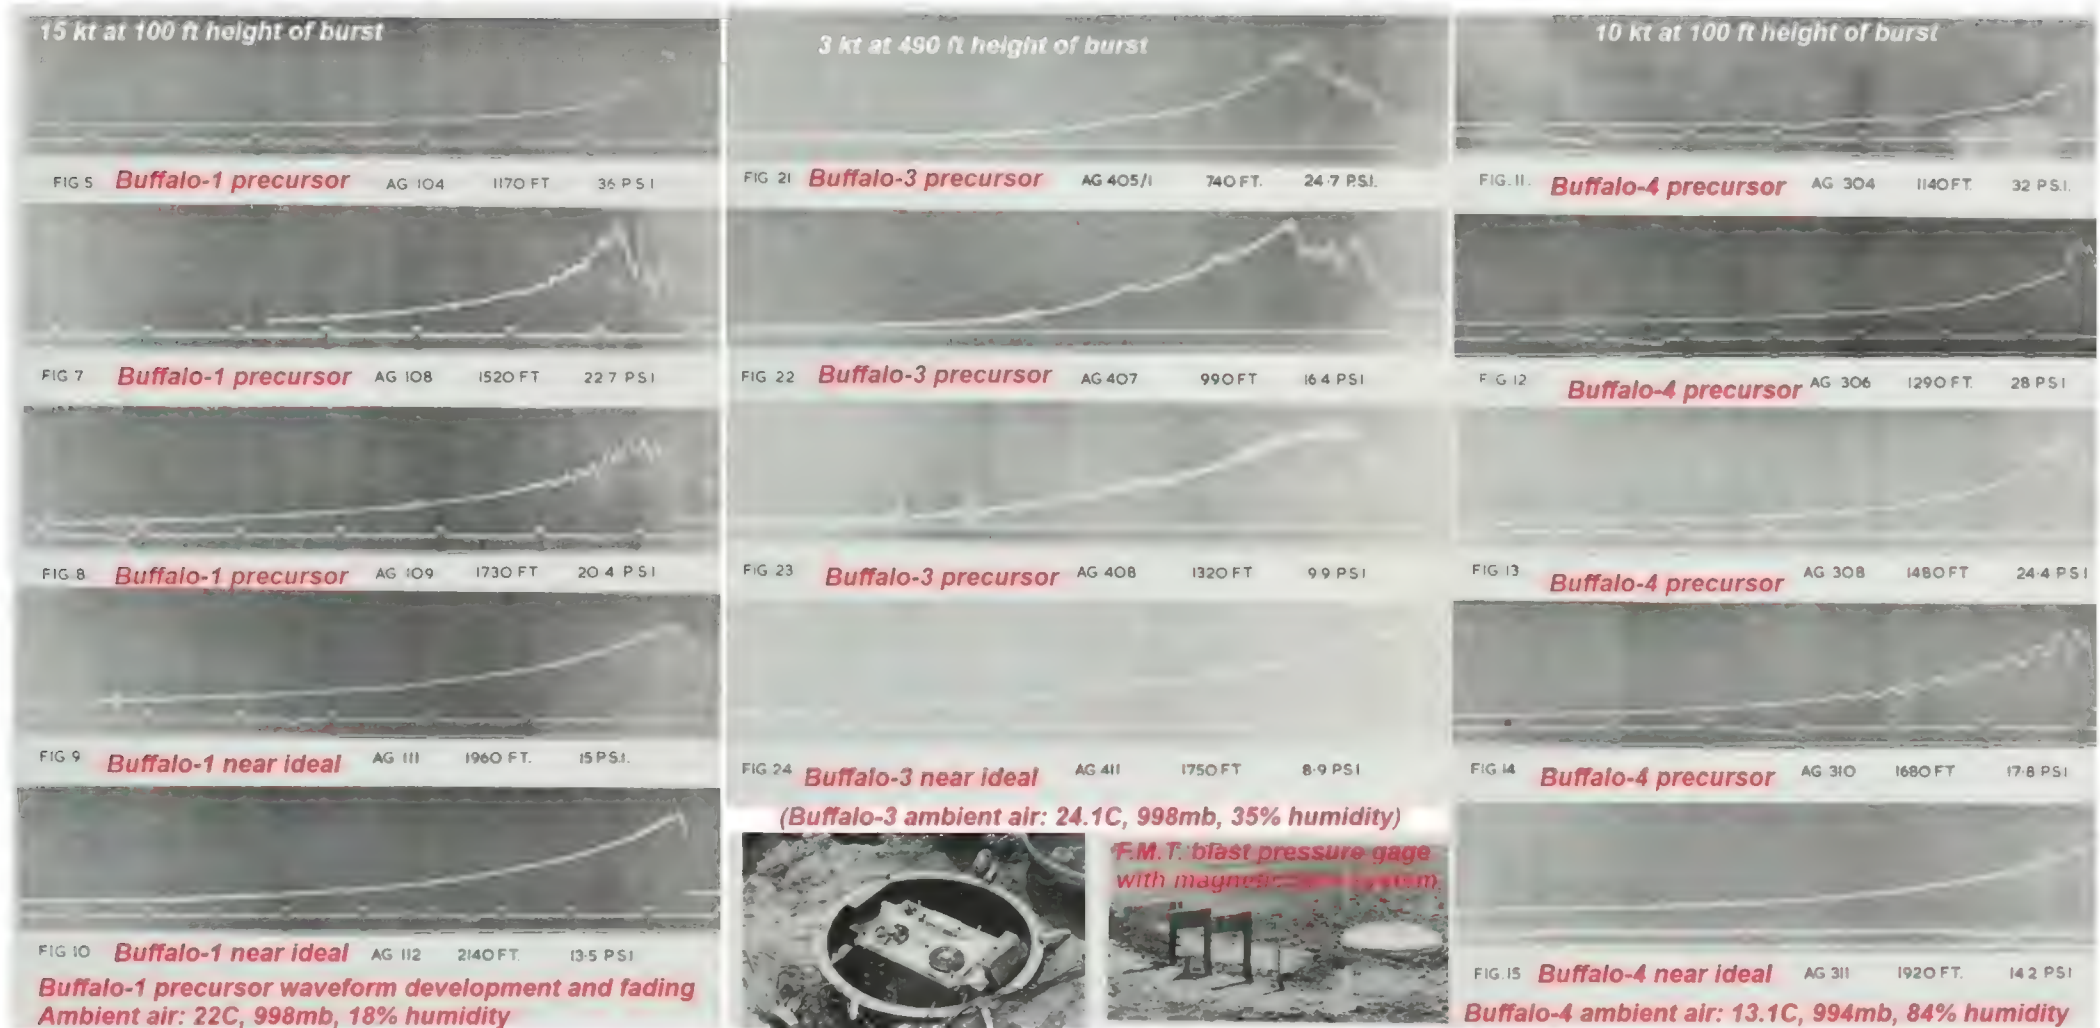 15 kt at 100 ft height of burst
FIG 5 Buffalo-1 precursor AG 104 1170 FT 36 P S I
FIG 7 Buffalo-1 precursor AG 108 1520 FT 22 7 PSI
FIG 8 Buffalo-1 precursor AG 109 1730 FT 20 4 P S I
FIG 9 Buffalo-1 near ideal AG 111 1960 FT. 15 P S.I.
FIG 10 Buffalo-1 near ideal AG 112 2140 FT. 13·5 PSI
Buffalo-1 precursor waveform development and fading
Ambient air: 22C, 998mb, 18% humidity
3 kt at 490 ft height of burst
FIG 21 Buffalo-3 precursor AG 405/1 740 FT. 24·7 P.S.I.
FIG 22 Buffalo-3 precursor AG 407 990 FT 16 4 PSI
FIG 23 Buffalo-3 precursor AG 408 1320 FT 9 9 PSI
FIG 24 Buffalo-3 near ideal AG 411 1750 FT 8·9 PSI
(Buffalo-3 ambient air: 24.1C, 998mb, 35% humidity)
F.M.T. blast pressure gage
with magnetic system
10 kt at 100 ft height of burst
FIG. 11. Buffalo-4 precursor AG 304 1140 FT. 32 P.S.I.
F G 12 Buffalo-4 precursor AG 306 1290 FT. 28 PSI
FIG 13 Buffalo-4 precursor AG 308 1480 FT 24·4 PSI
FIG 14 Buffalo-4 precursor AG 310 1680 FT 17·8 PSI
FIG. 15 Buffalo-4 near ideal AG 311 1920 FT. 14 2 PSI
Buffalo-4 ambient air: 13.1C, 994mb, 84% humidity